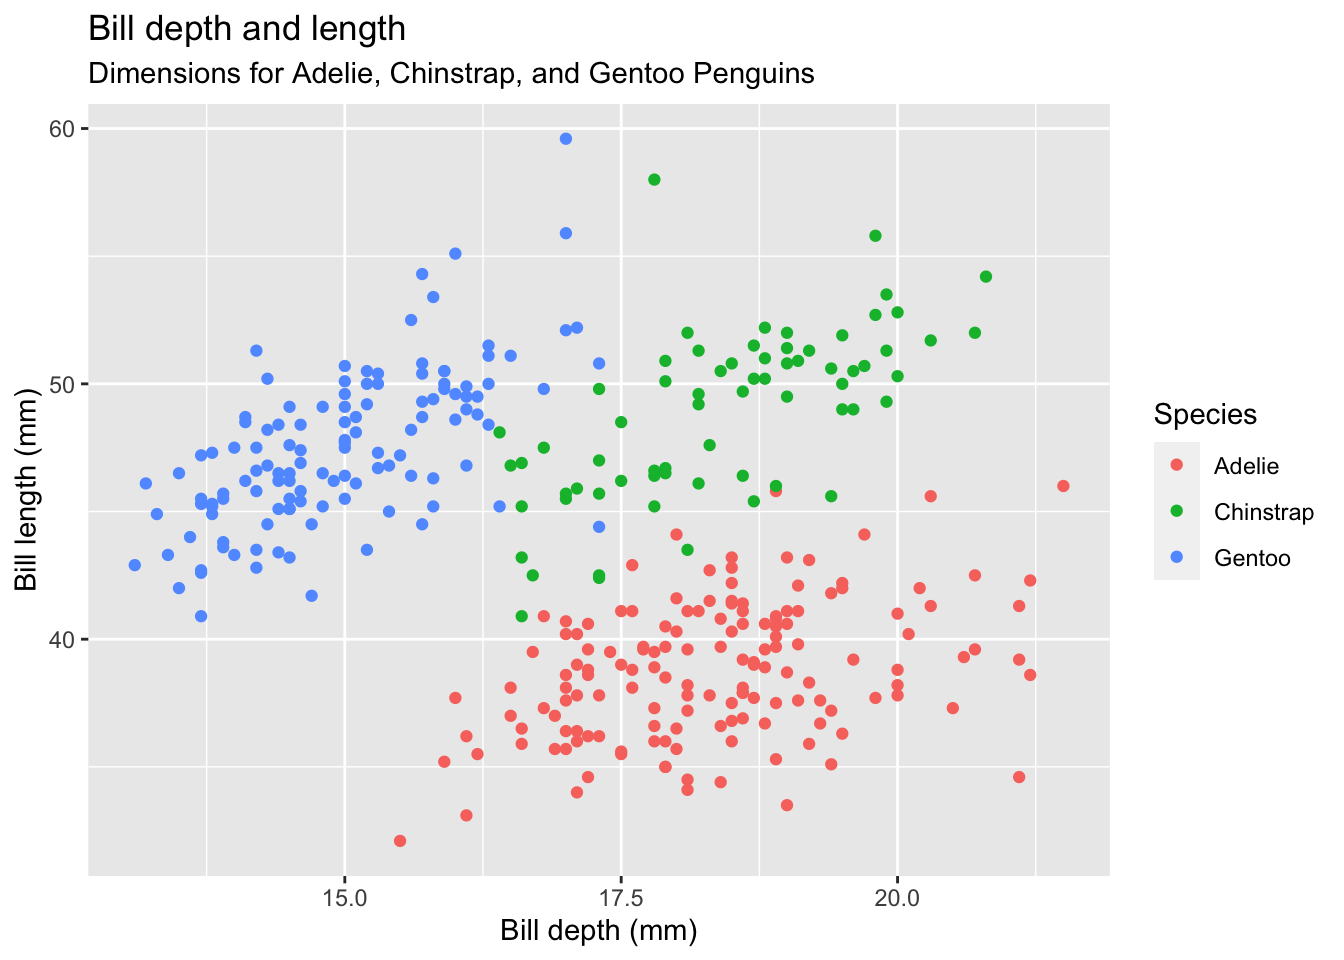 Bill depth and length
Dimensions for Adelie, Chinstrap, and Gentoo Penguins
60
50
40
Bill length (mm)
15.0
17.5
20.0
Bill depth (mm)
Species
Adelie
Chinstrap
Gentoo